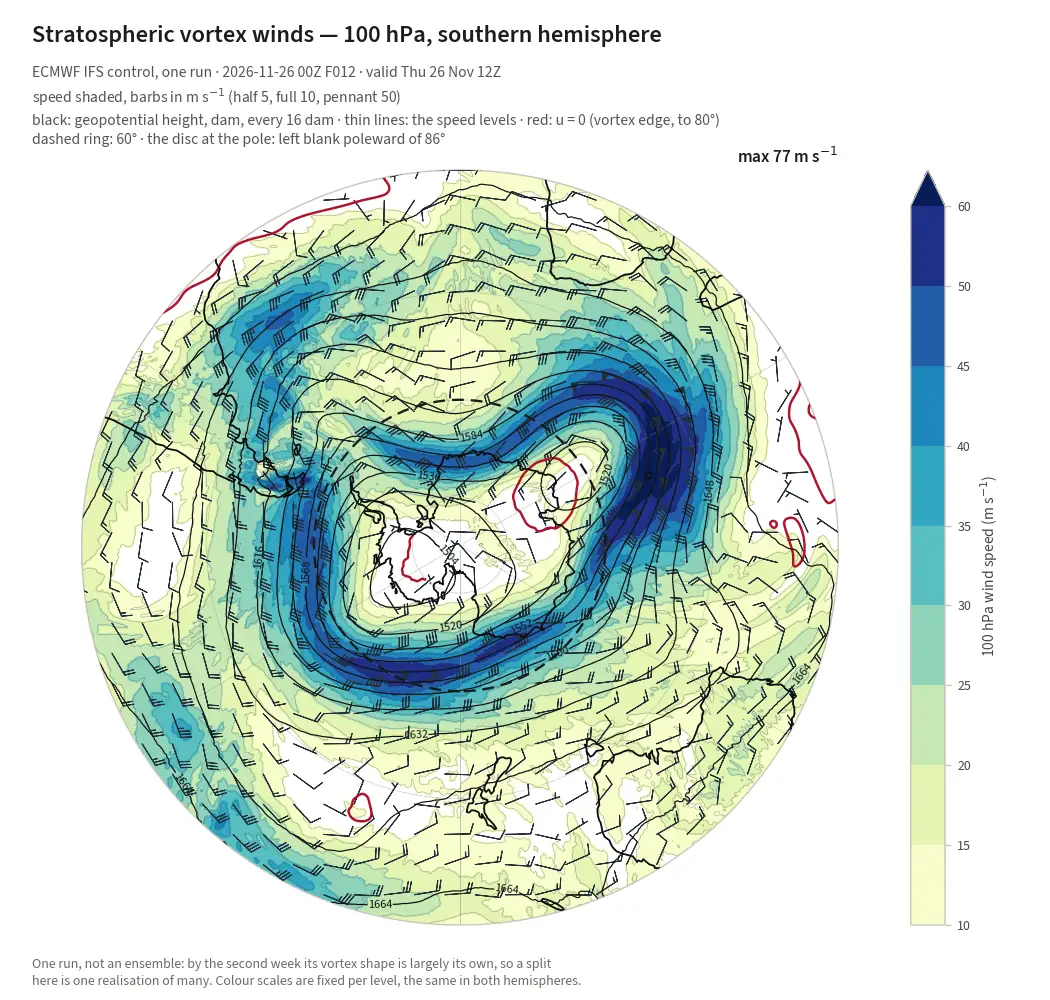 Stratospheric vortex winds — 100 hPa, southern hemisphere
ECMWF IFS control, one run · 2026-11-26 00Z F012 · valid Thu 26 Nov 12Z
speed shaded, barbs in m s⁻¹ (half 5, full 10, pennant 50)
black: geopotential height, dam, every 16 dam · thin lines: the speed levels · red: u = 0 (vortex edge, to 80°)
dashed ring: 60° · the disc at the pole: left blank poleward of 86°
max 77 m s⁻¹
60
50
45
40
35
30
25
20
15
10
100 hPa wind speed (m s⁻¹)
1584
1520
1648
1616
1568
1520
1552
1632
1664
1664
1664
One run, not an ensemble: by the second week its vortex shape is largely its own, so a split
here is one realisation of many. Colour scales are fixed per level, the same in both hemispheres.